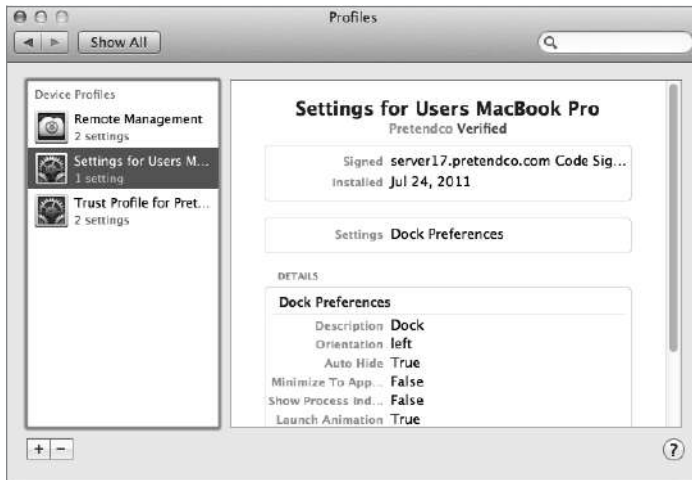 Profiles
Show All
Device Profiles
Remote Management
2 settings
Settings for Users M...
1 setting
Trust Profile for Pret...
2 settings
Settings for Users MacBook Pro
Pretendco Verified
Signed server17.pretendco.com Code Sig...
Installed Jul 24, 2011
Settings Dock Preferences
DETAILS
Dock Preferences
Description Dock
Orientation left
Auto Hide True
Minimize To App... False
Show Process Ind... False
Launch Animation True
+ −
?